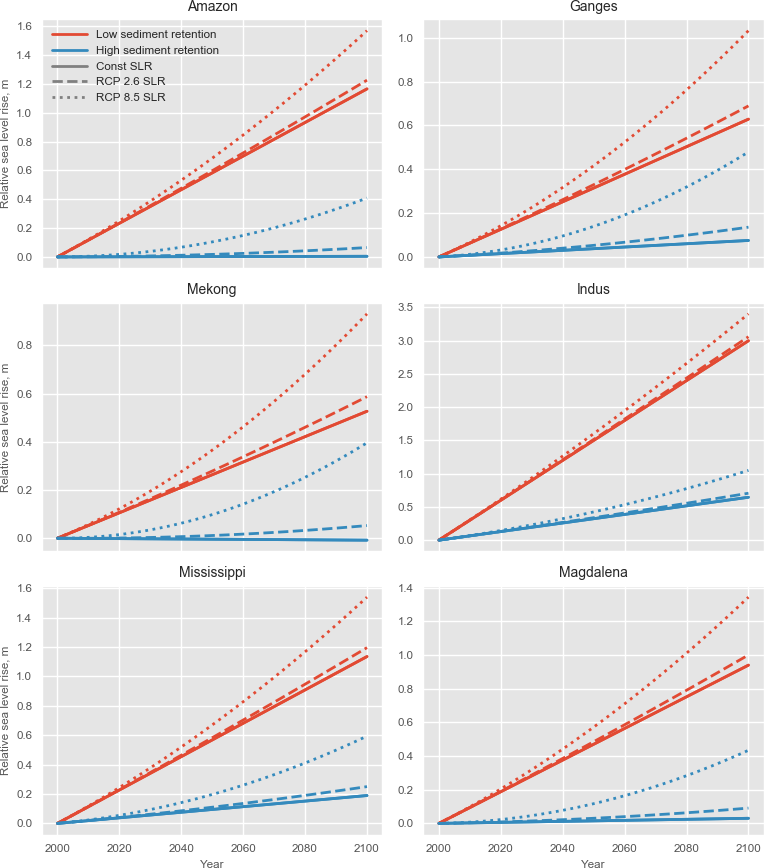 Amazon
Ganges
Relative sea level rise, m
1.6
1.4
1.2
1.0
0.8
0.6
0.4
0.2
0.0
Low sediment retention
High sediment retention
Const SLR
RCP 2.6 SLR
RCP 8.5 SLR
1.0
0.8
0.6
0.4
0.2
0.0
Mekong
Indus
Relative sea level rise, m
0.8
0.6
0.4
0.2
0.0
3.5
3.0
2.5
2.0
1.5
1.0
0.5
0.0
Mississippi
Magdalena
Relative sea level rise, m
1.6
1.4
1.2
1.0
0.8
0.6
0.4
0.2
0.0
1.4
1.2
1.0
0.8
0.6
0.4
0.2
0.0
2000 2020 2040 2060 2080 2100
2000 2020 2040 2060 2080 2100
Year
Year